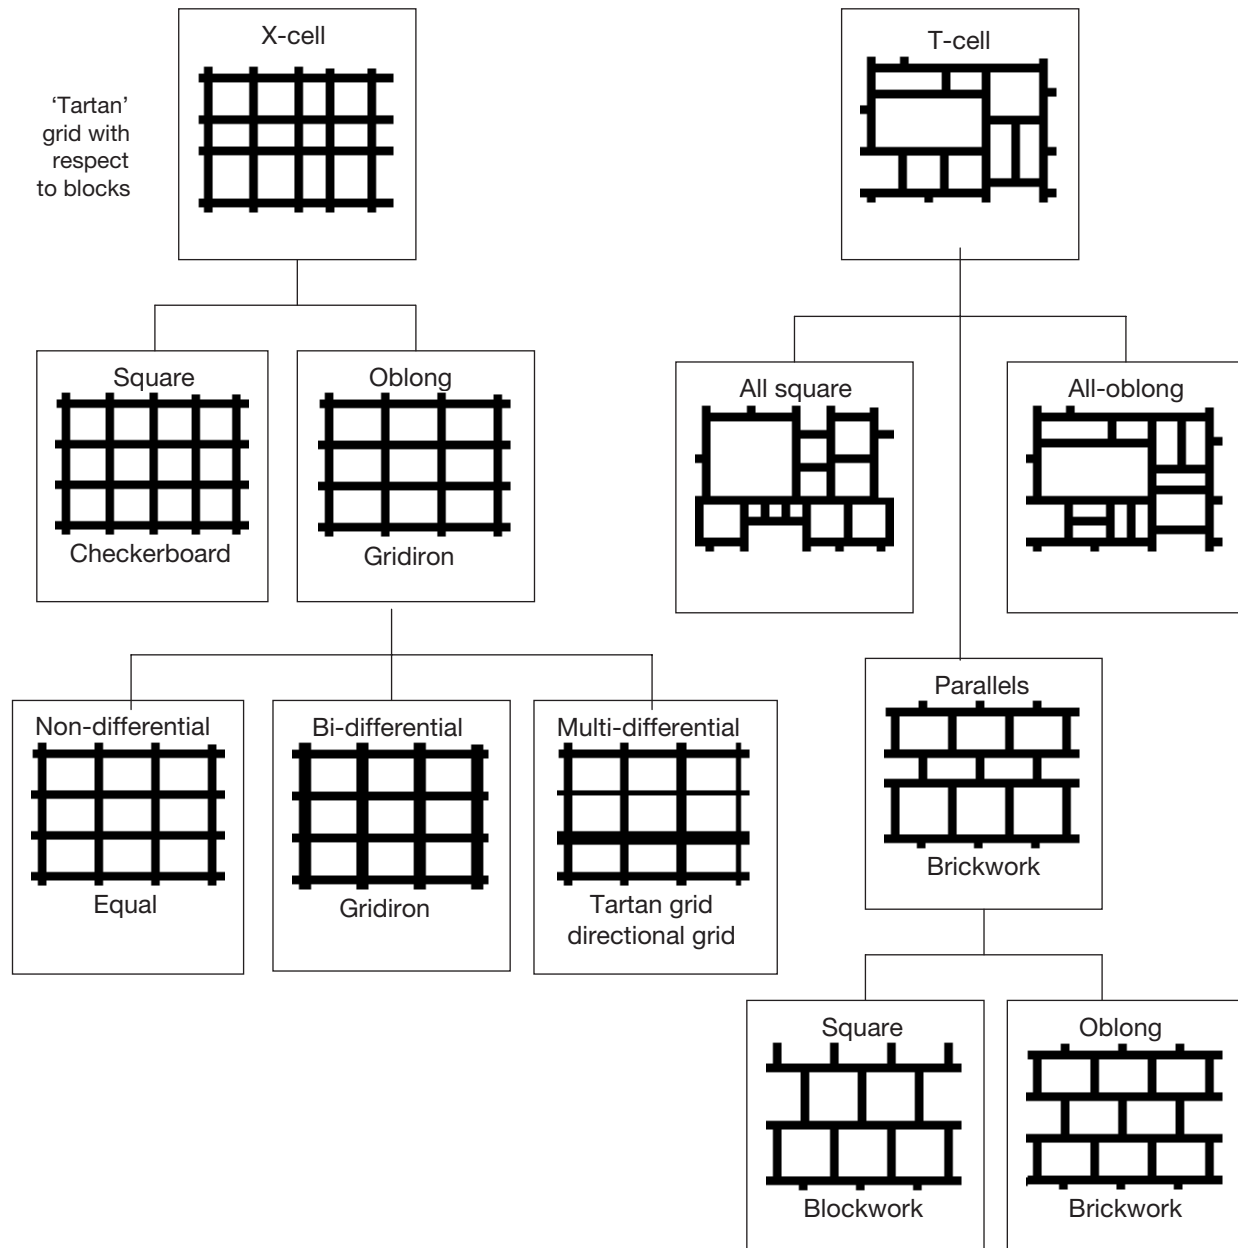 X-cell
T-cell
‘Tartan’
grid with
respect
to blocks
Square
Checkerboard
Oblong
Gridiron
All square
All-oblong
Non-differential
Equal
Bi-differential
Gridiron
Multi-differential
Tartan grid
directional grid
Parallels
Brickwork
Square
Blockwork
Oblong
Brickwork